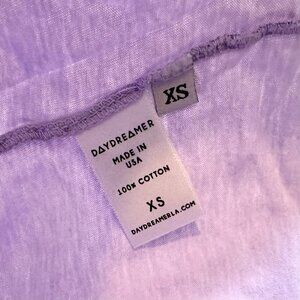 XS
DAYDREAMER
MADE IN
USA
100% COTTON
XS
DAYDREAMERLA.COM